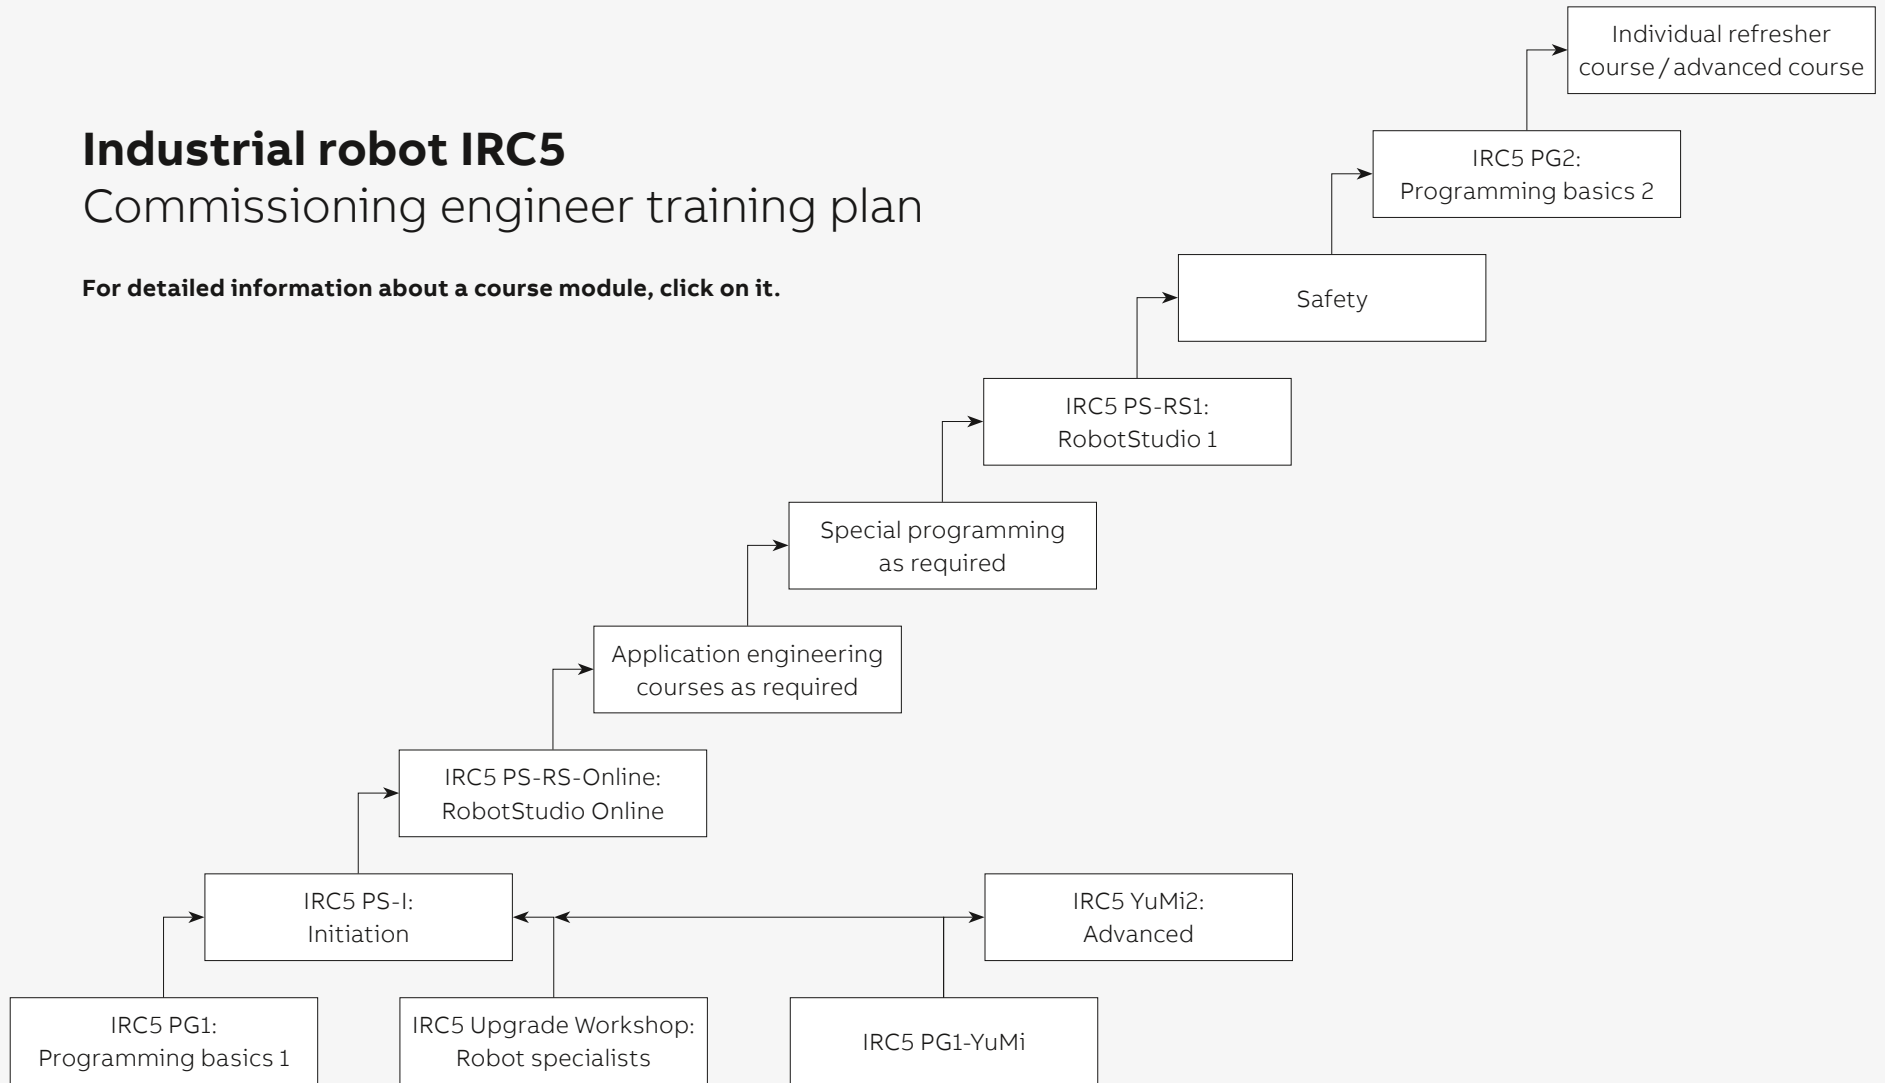 Industrial robot IRC5
Commissioning engineer training plan
For detailed information about a course module, click on it.
Individual refresher
course / advanced course
IRC5 PG2:
Programming basics 2
Safety
IRC5 PS-RS1:
RobotStudio 1
Special programming
as required
Application engineering
courses as required
IRC5 PS-RS-Online:
RobotStudio Online
IRC5 PS-I:
Initiation
IRC5 YuMi2:
Advanced
IRC5 PG1:
Programming basics 1
IRC5 Upgrade Workshop:
Robot specialists
IRC5 PG1-YuMi